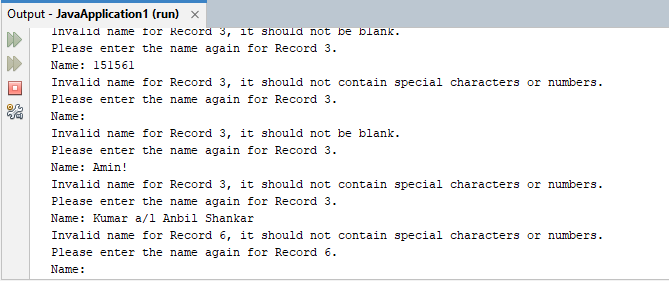 Output - JavaApplication1 (run)
Invalid name for Record 3, it should not be blank.
Please enter the name again for Record 3.
Name: 151561
Invalid name for Record 3, it should not contain special characters or numbers.
Please enter the name again for Record 3.
Name:
Invalid name for Record 3, it should not be blank.
Please enter the name again for Record 3.
Name: Amin!
Invalid name for Record 3, it should not contain special characters or numbers.
Please enter the name again for Record 3.
Name: Kumar a/l Anbil Shankar
Invalid name for Record 6, it should not contain special characters or numbers.
Please enter the name again for Record 6.
Name: